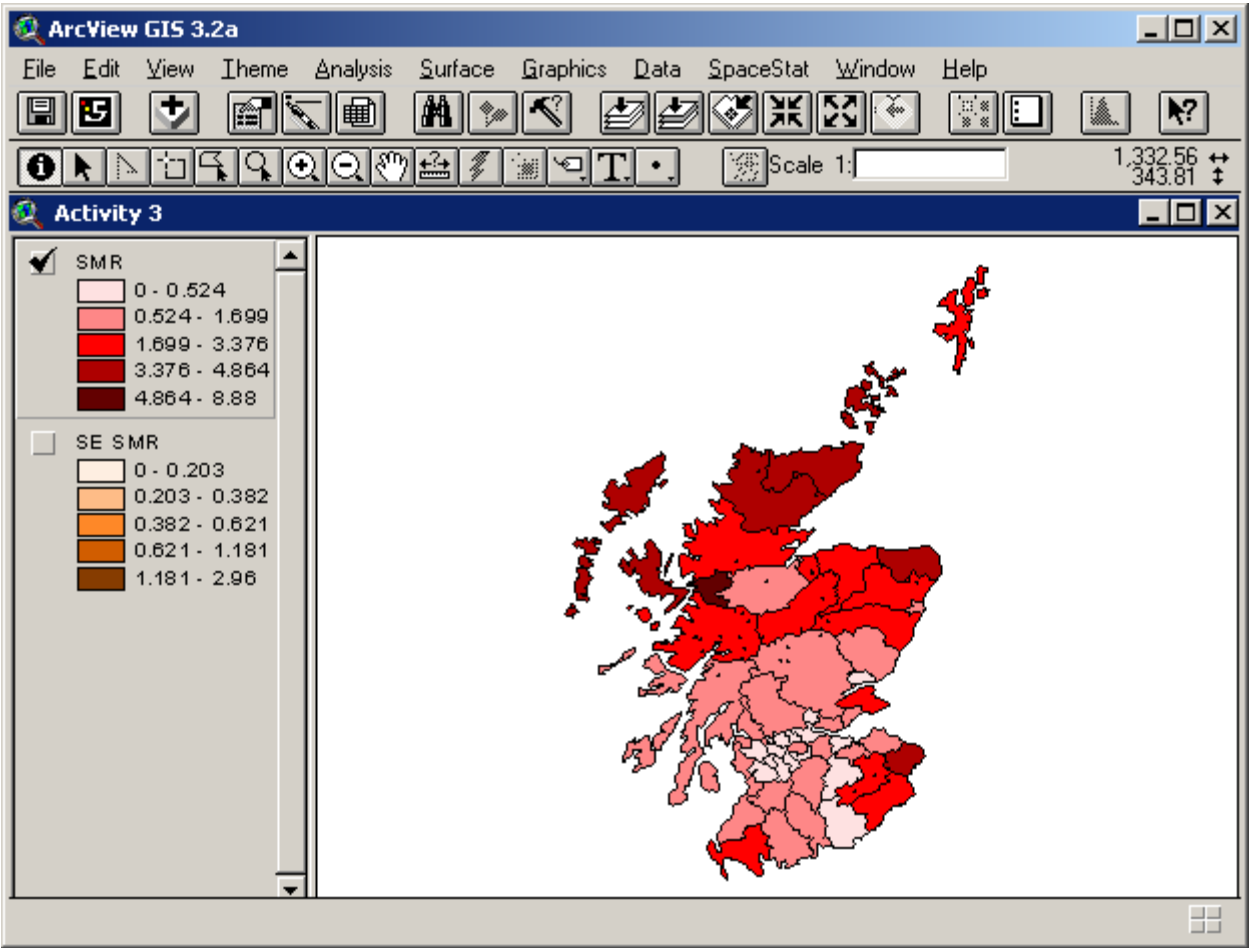 ArcView GIS 3.2a
File Edit View Theme Analysis Surface Graphics Data SpaceStat Window Help
Scale 1:
1,332.56
343.81
Activity 3
SMR
0 - 0.524
0.524 - 1.699
1.699 - 3.376
3.376 - 4.864
4.864 - 8.88
SE SMR
0 - 0.203
0.203 - 0.382
0.382 - 0.621
0.621 - 1.181
1.181 - 2.96